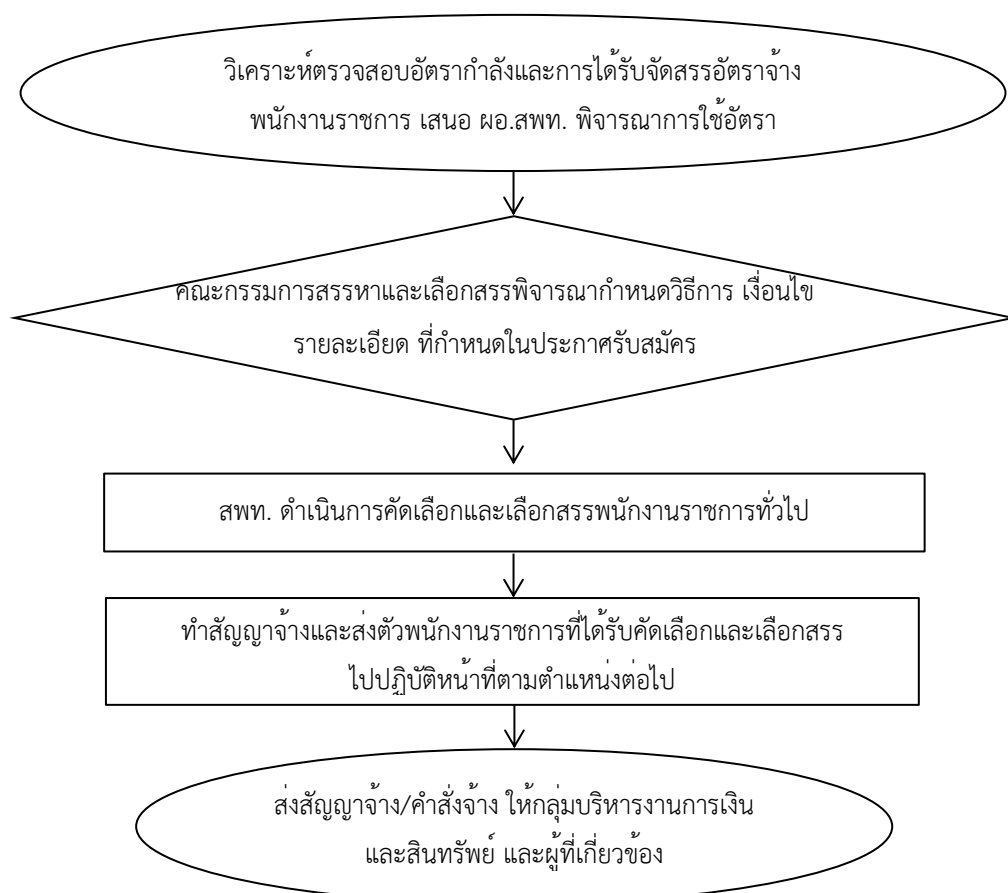 วิเคราะห์ตรวจสอบอัตรากำลังและการได้รับจัดสรรอัตราจ้าง
พนักงานราชการ เสนอ ผอ.สพท. พิจารณาการใช้อัตรา
คณะกรรมการสรรหาและเลือกสรรพิจารณากำหนดวิธีการ เงื่อนไข
รายละเอียด ที่กำหนดในประกาศรับสมัคร
สพท. ดำเนินการคัดเลือกและเลือกสรรพนักงานราชการทั่วไป
ทำสัญญาจ้างและส่งตัวพนักงานราชการที่ได้รับคัดเลือกและเลือกสรร
ไปปฏิบัติหน้าที่ตามตำแหน่งต่อไป
ส่งสัญญาจ้าง/คำสั่งจ้าง ให้กลุ่มบริหารงานการเงิน
และสินทรัพย์ และผู้ที่เกี่ยวข้อง